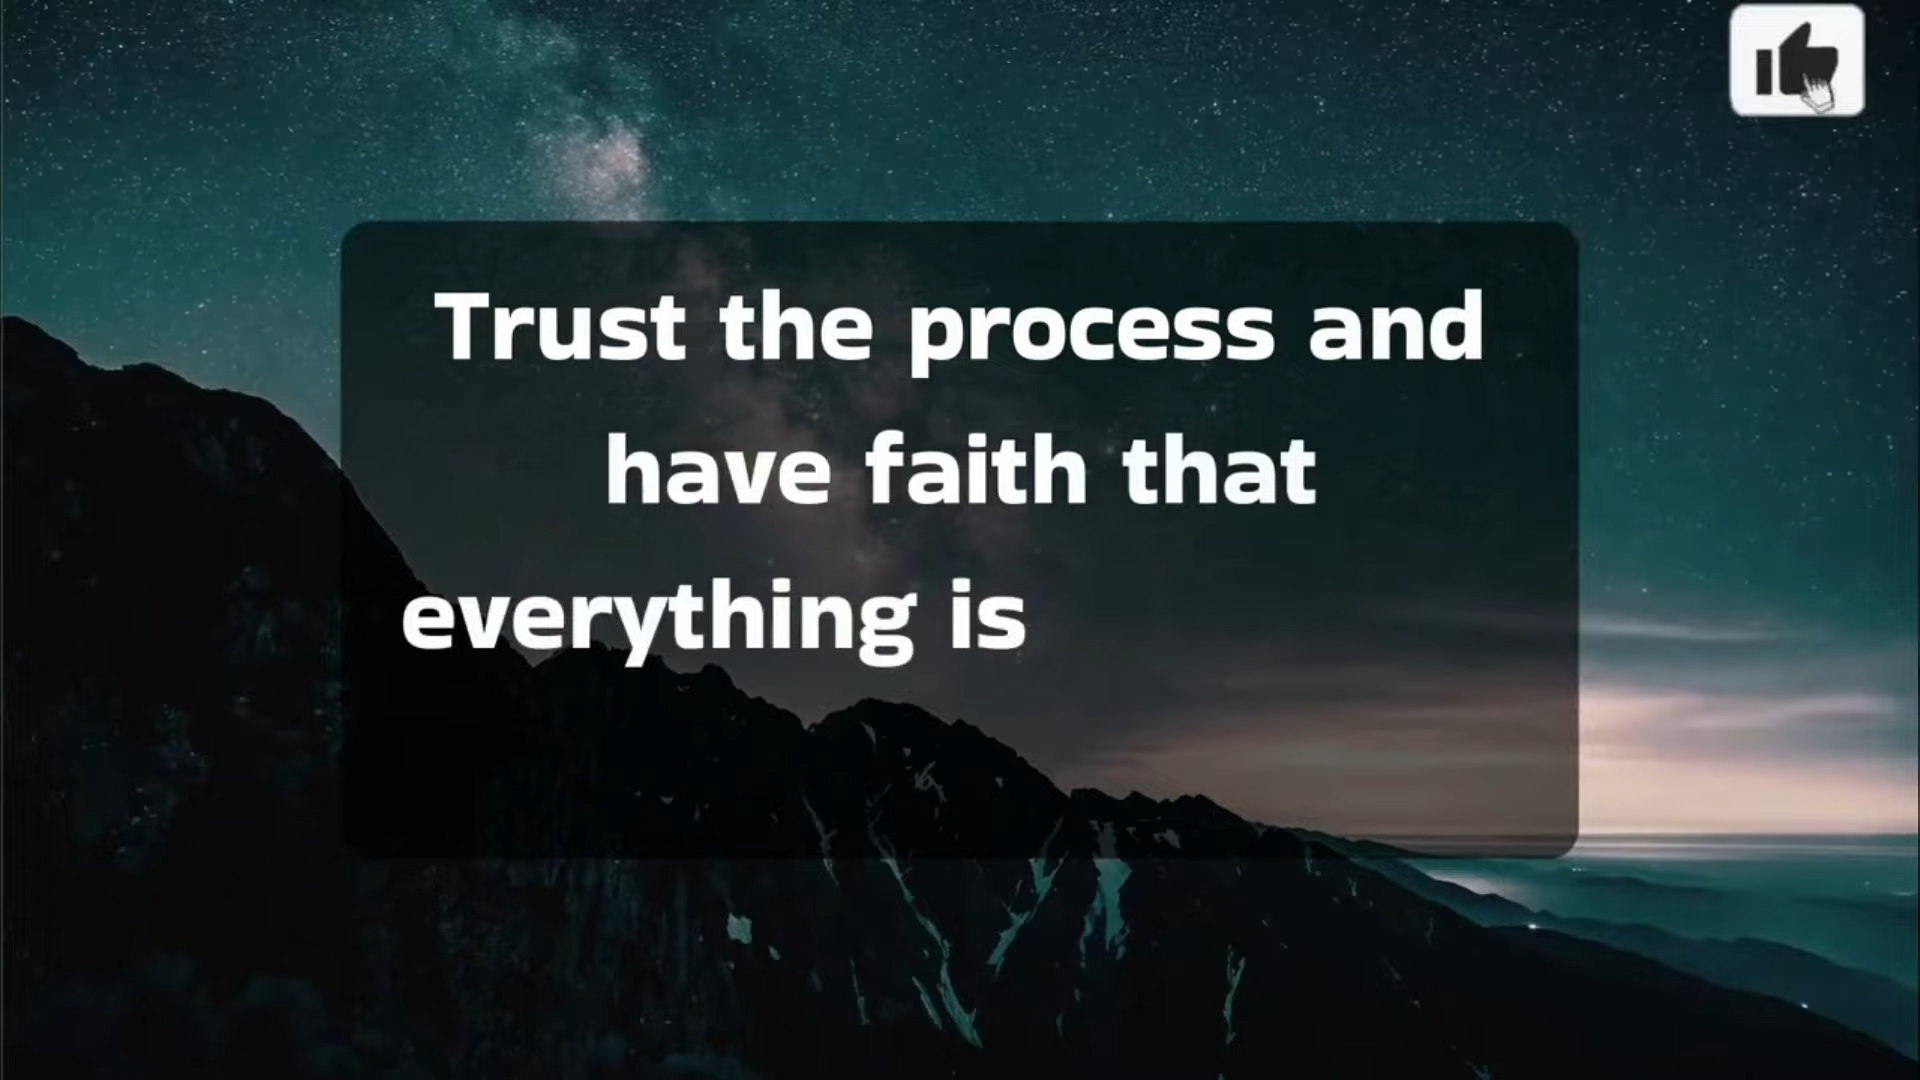 Trust the process and
have faith that
everything is